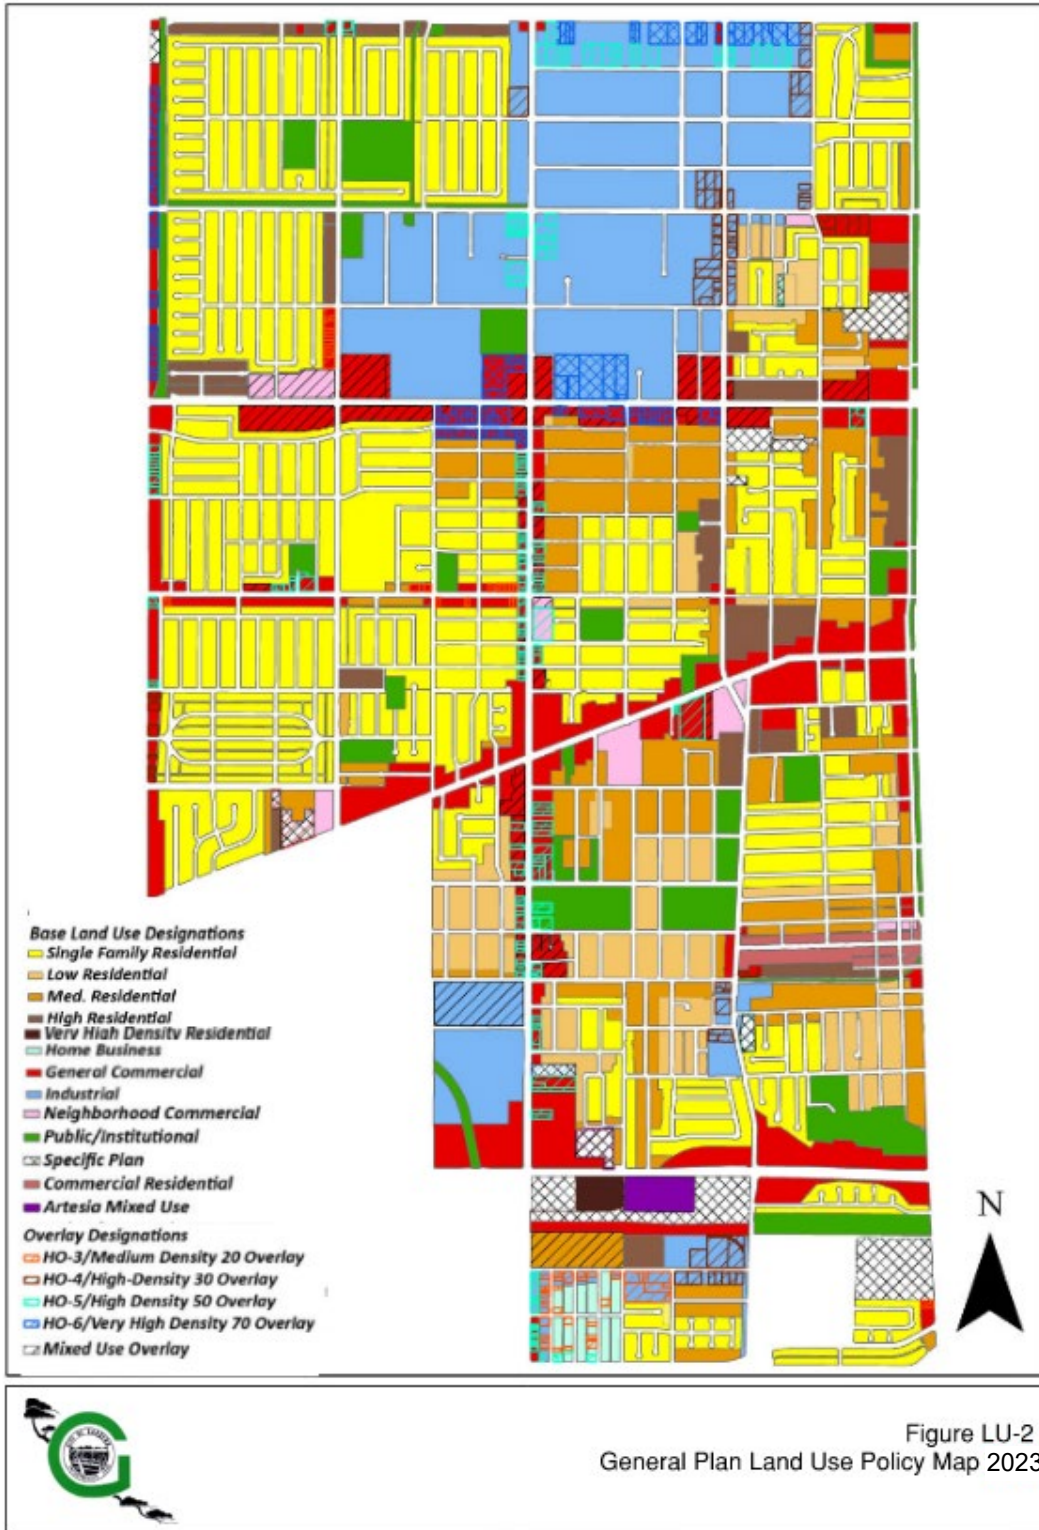 Base Land Use Designations
Single Family Residential
Low Residential
Med. Residential
High Residential
Very High Density Residential
Home Business
General Commercial
Industrial
Neighborhood Commercial
Public/Institutional
Specific Plan
Commercial Residential
Artesia Mixed Use
Overlay Designations
HO-3/Medium Density 20 Overlay
HO-4/High-Density 30 Overlay
HO-5/High Density 50 Overlay
HO-6/Very High Density 70 Overlay
Mixed Use Overlay
N
G
Figure LU-2
General Plan Land Use Policy Map 2023